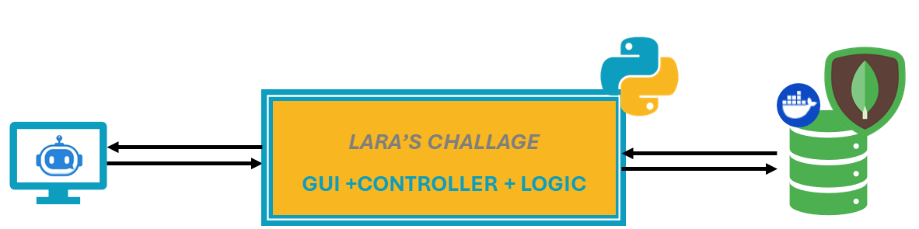 LARA'S CHALLAGE
GUI +CONTROLLER + LOGIC